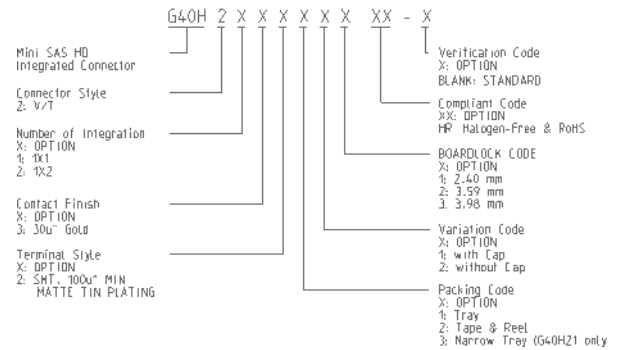 G40H 2 X X X X X X XX - X
Mini SAS HD
Integrated Connector
Connector Style
2: V/T
Number of Integration
X: OPTION
1: 1X1
2: 1X2
Contact Finish
X: OPTION
3: 30u" Gold
Terminal Style
X: OPTION
2: SMT, 100u" MIN
MATTE TIN PLATING
Verification Code
X: OPTION
BLANK: STANDARD
Compliant Code
XX: OPTION
HR Halogen-Free & RoHS
BOARDLOCK CODE
X: OPTION
1: 2.40 mm
2: 3.59 mm
3. 3.98 mm
Variation Code
X: OPTION
1: with Cap
2: without Cap
Packing Code
X: OPTION
1: Tray
2: Tape & Reel
3: Narrow Tray (G40H21 only